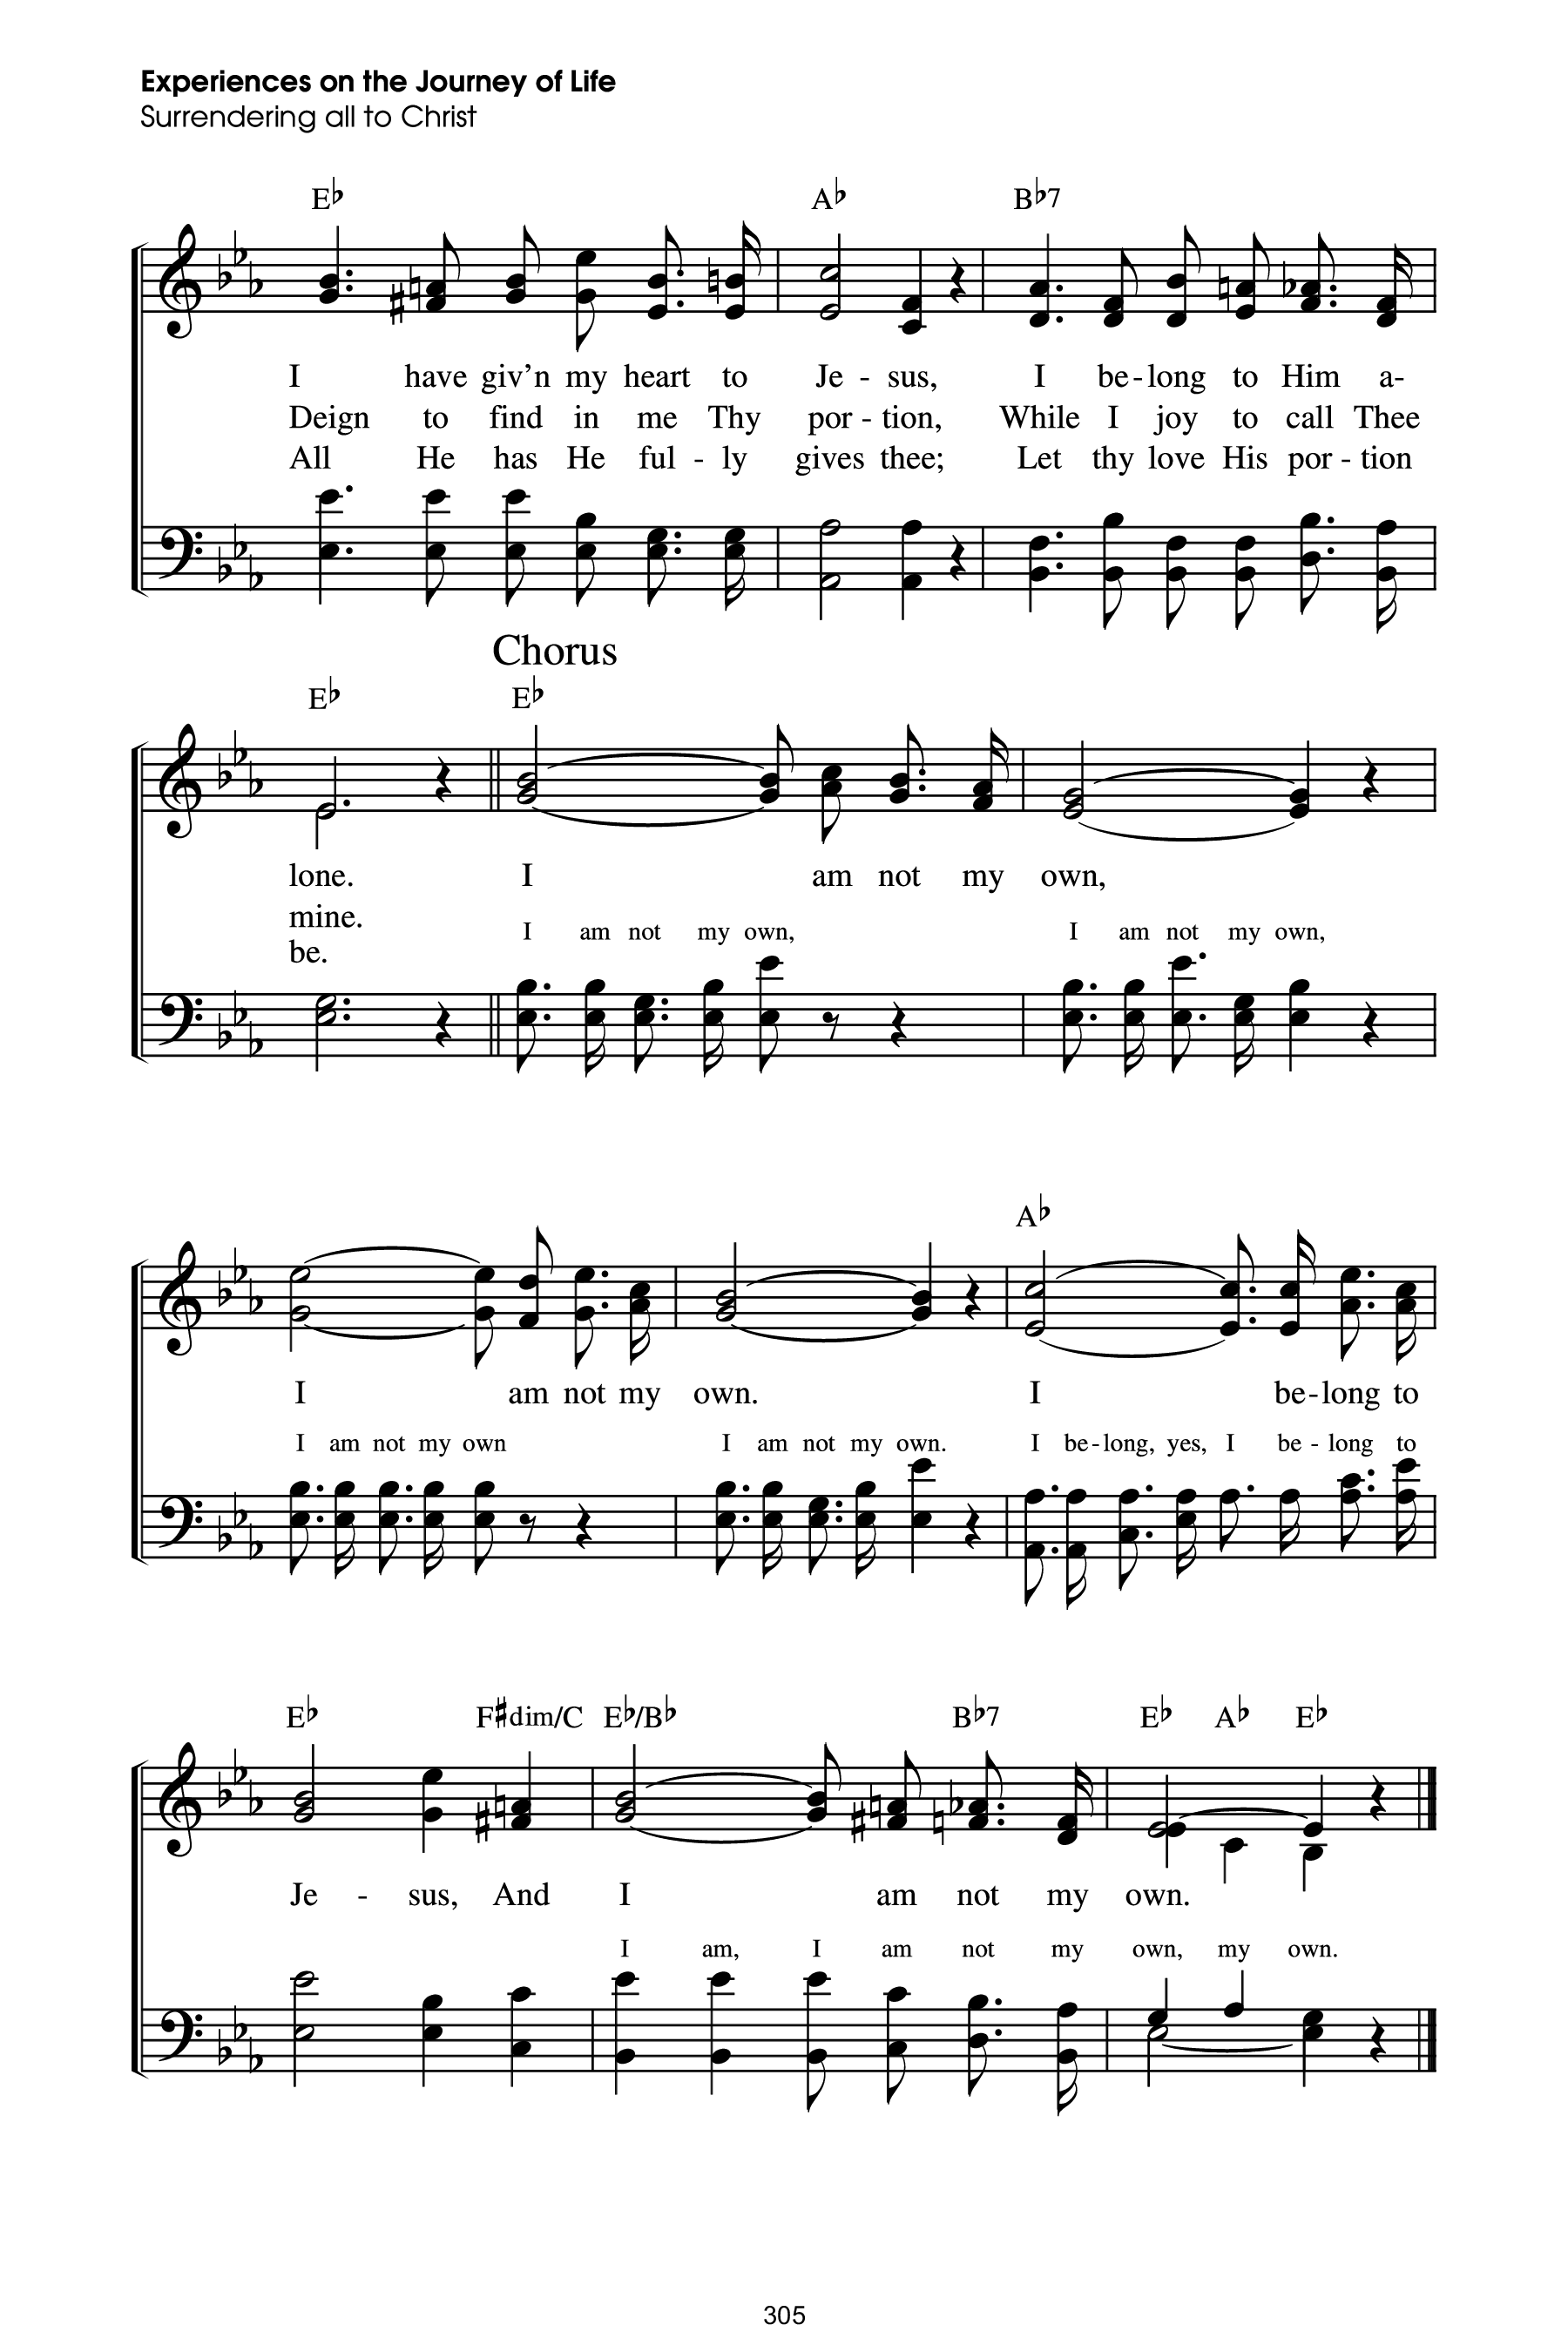 Experiences on the Journey of Life
Surrendering all to Christ
E♭ A♭ B♭7
I have giv’n my heart to Je - sus, I be - long to Him a-
Deign to find in me Thy por - tion, While I joy to call Thee
All He has He ful - ly gives thee; Let thy love His por - tion
Chorus
E♭ E♭
lone. I am not my own,
mine.
I am not my own, I am not my own,
be.
A♭
I am not my own. I be - long to
I am not my own I am not my own. I be - long, yes, I be - long to
E♭ F♯dim/C E♭/B♭ B♭7 E♭ A♭ E♭
Je - sus, And I am not my own.
I am, I am not my own, my own.
305